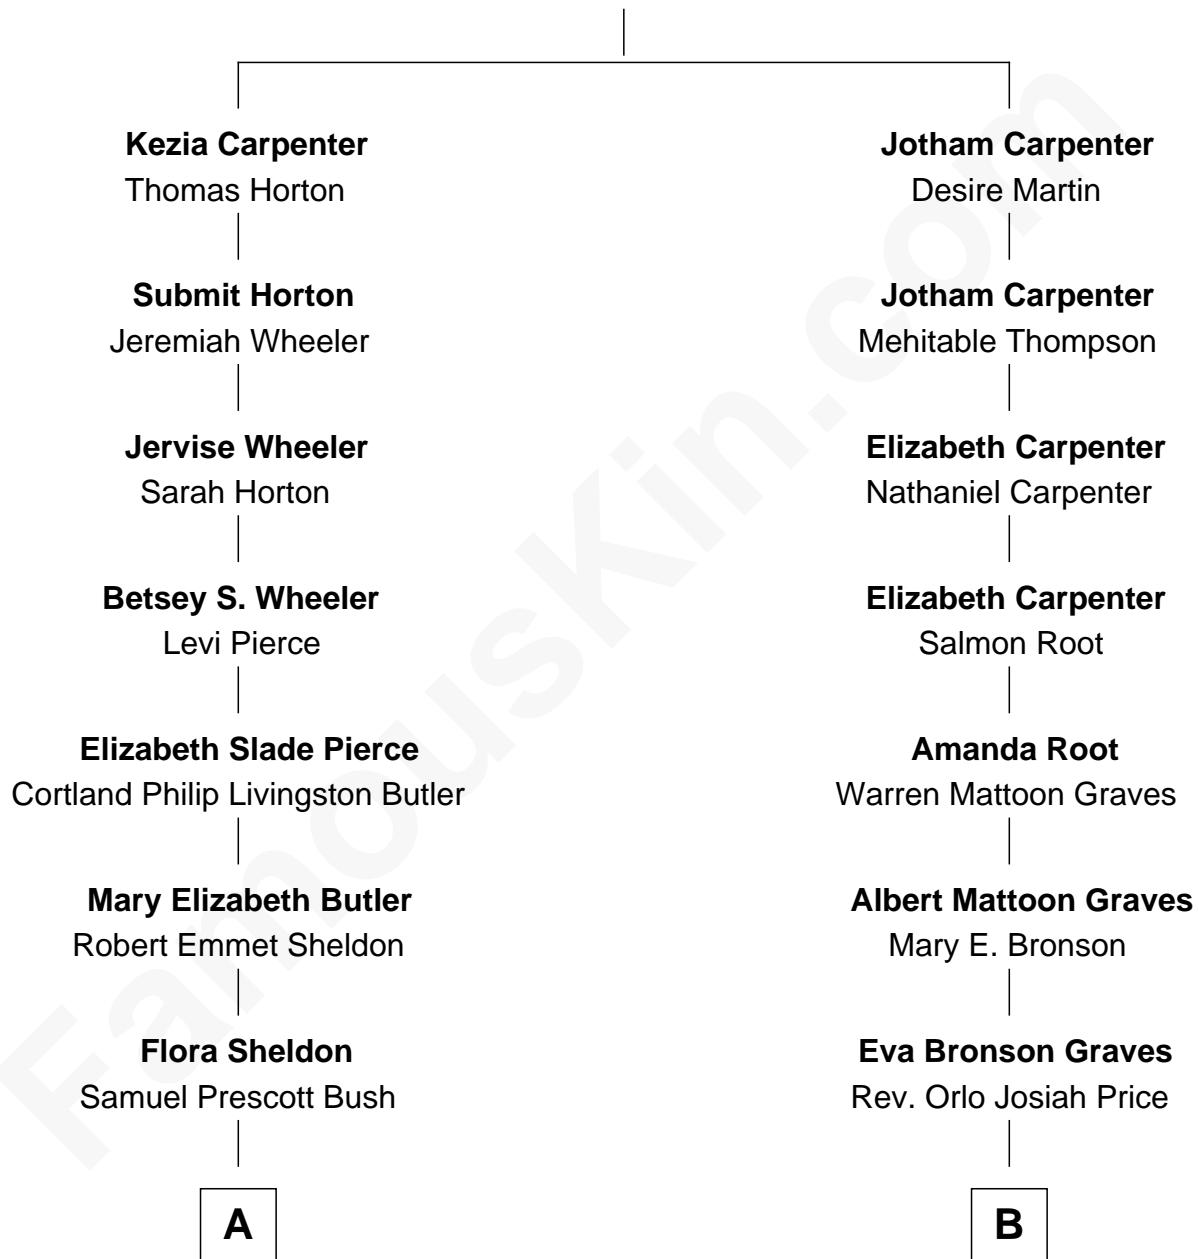 Kezia Carpenter
Thomas Horton
Submit Horton
Jeremiah Wheeler
Jervise Wheeler
Sarah Horton
Betsey S. Wheeler
Levi Pierce
Elizabeth Slade Pierce
Cortland Philip Livingston Butler
Mary Elizabeth Butler
Robert Emmet Sheldon
Flora Sheldon
Samuel Prescott Bush
A
Jotham Carpenter
Desire Martin
Jotham Carpenter
Mehitable Thompson
Elizabeth Carpenter
Nathaniel Carpenter
Elizabeth Carpenter
Salmon Root
Amanda Root
Warren Mattoon Graves
Albert Mattoon Graves
Mary E. Bronson
Eva Bronson Graves
Rev. Orlo Josiah Price
B
FamousKin.com